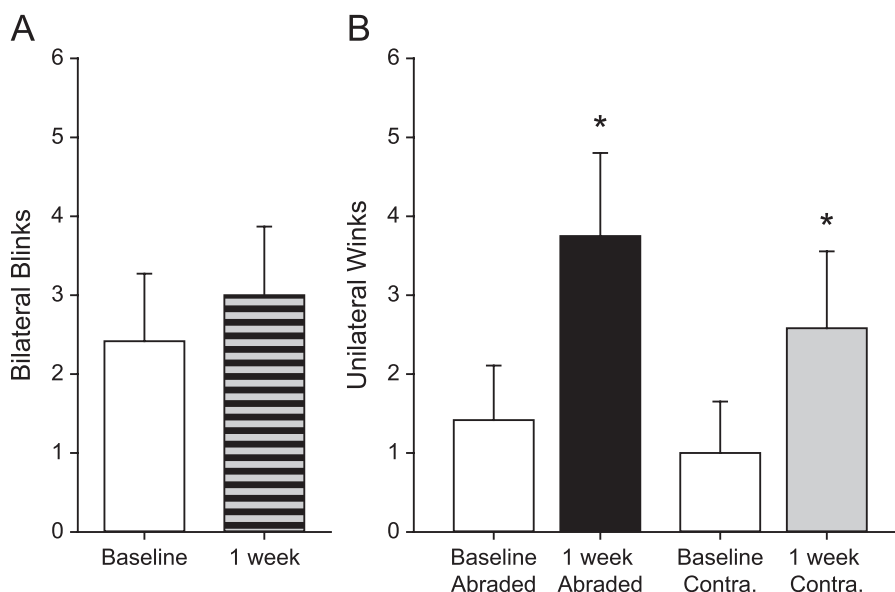 A
Bilateral Blinks
6
5
4
3
2
1
0
Baseline
1 week
B
Unilateral Winks
6
5
4
3
2
1
0
*
*
Baseline
Abraded
1 week
Abraded
Baseline
Contra.
1 week
Contra.